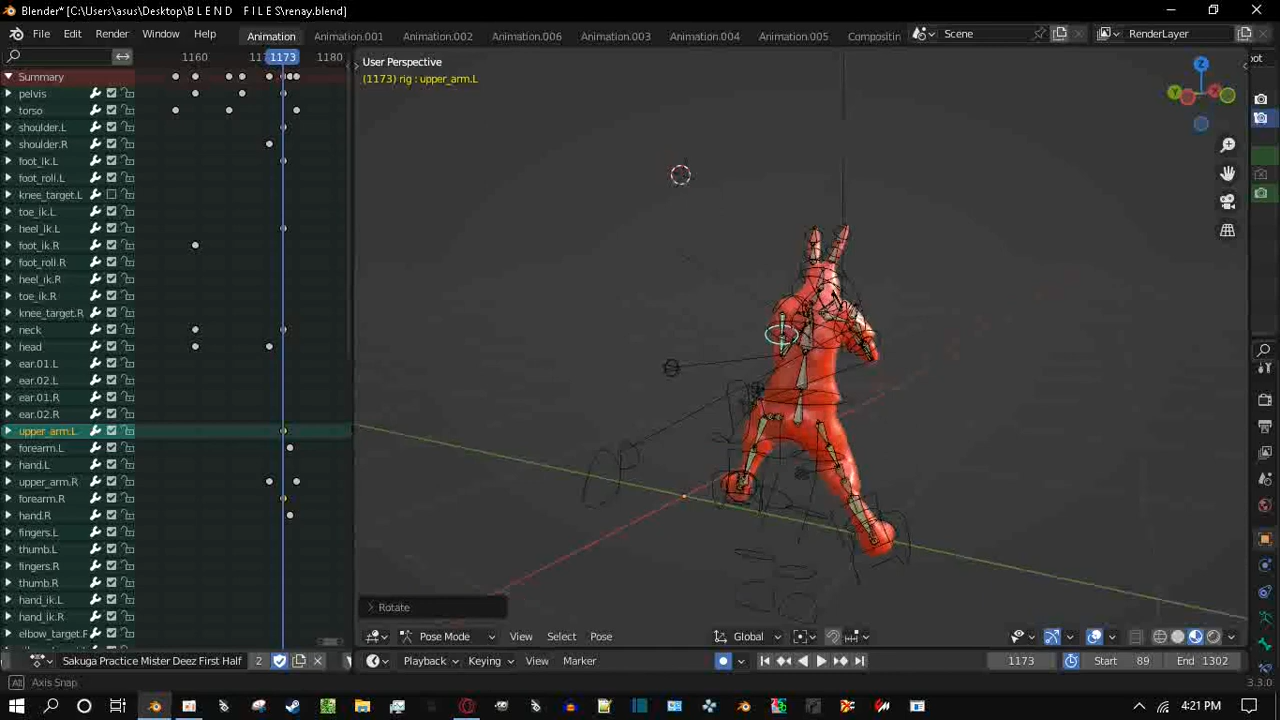 Blender* [C:\Users\asus\Desktop\B L E N D   F I L E S\renay.blend]
File Edit Render Window Help Animation Animation.001 Animation.002 Animation.006 Animation.003 Animation.004 Animation.005 Compositin Scene RenderLayer
1160 1173 1180
User Perspective
(1173) rig : upper_arm.L
Summary
pelvis
torso
shoulder.L
shoulder.R
foot_ik.L
foot_roll.L
knee_target.L
toe_ik.L
heel_ik.L
foot_ik.R
foot_roll.R
heel_ik.R
toe_ik.R
knee_target.R
neck
head
ear.01.L
ear.02.L
ear.01.R
ear.02.R
upper_arm.L
forearm.L
hand.L
upper_arm.R
forearm.R
hand.R
fingers.L
thumb.L
fingers.R
thumb.R
hand_ik.L
hand_ik.R
elbow_target.F
Z
Y
X
Rotate
Pose Mode View Select Pose Global
Sakuga Practice Mister Deez First Half 2 Playback Keying View Marker 1173 Start 89 End 1302
Alt Axis Snap 3.3.0
4:21 PM